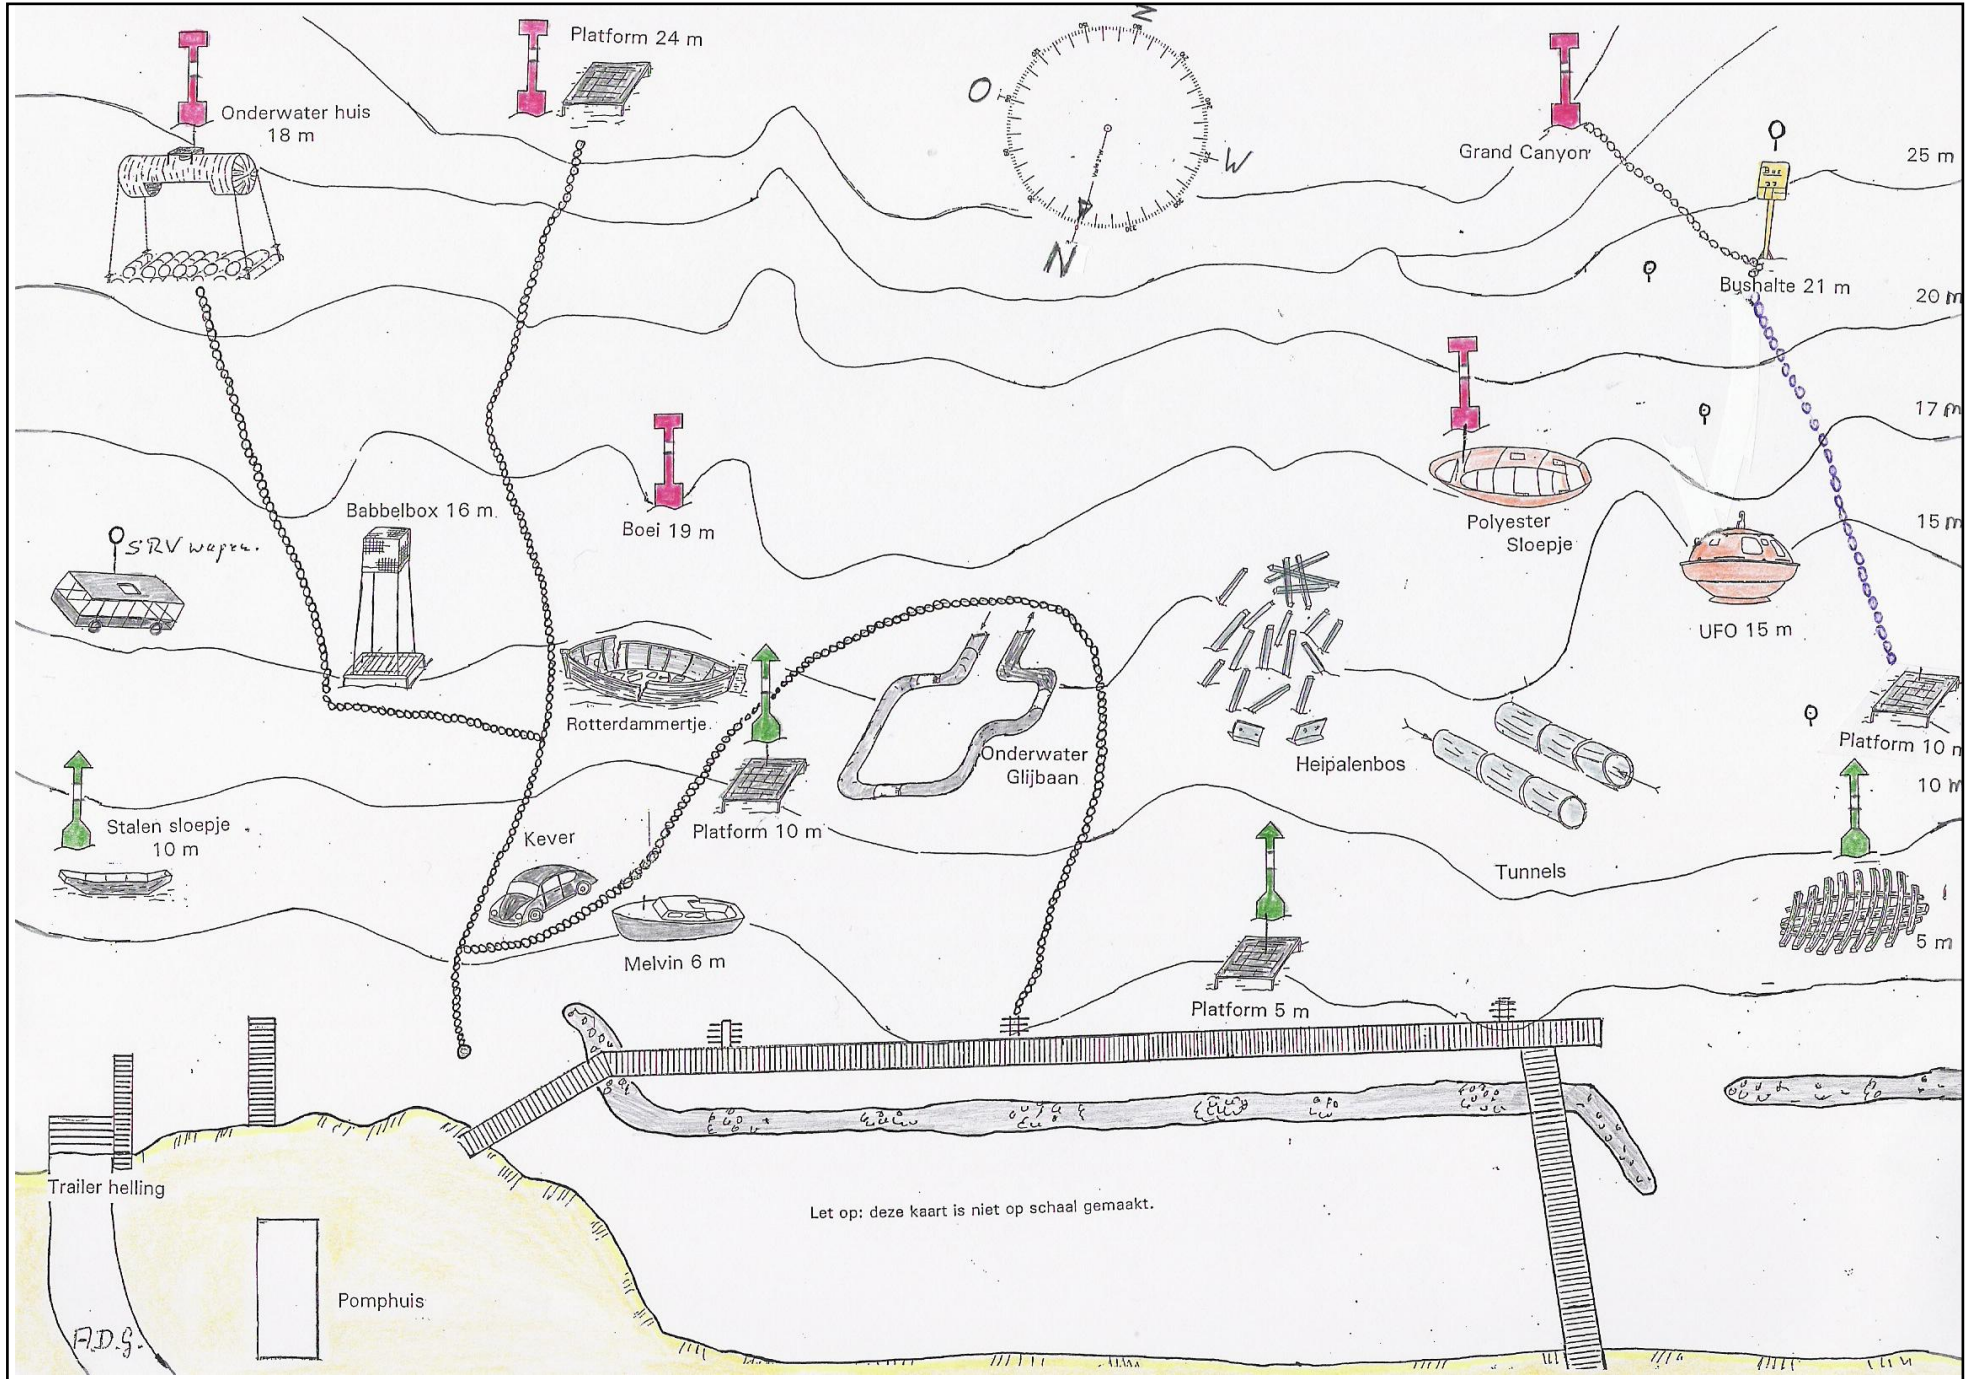 Platform 24 m
Z
O
W
N
Onderwater huis
18 m
Grand Canyon
Bus
25 m
Bushalte 21 m
20 m
17 m
Babbelbox 16 m.
Boei 19 m
Polyester
Sloepje
15 m
SRV wagen.
UFO 15 m
Rotterdammertje.
Onderwater
Glijbaan
Heipalenbos
Platform 10 m
10 m
Stalen sloepje
10 m
Kever
Platform 10 m
Tunnels
Melvin 6 m
5 m
Platform 5 m
Trailer helling
Let op: deze kaart is niet op schaal gemaakt.
Pomphuis
A.D.G.